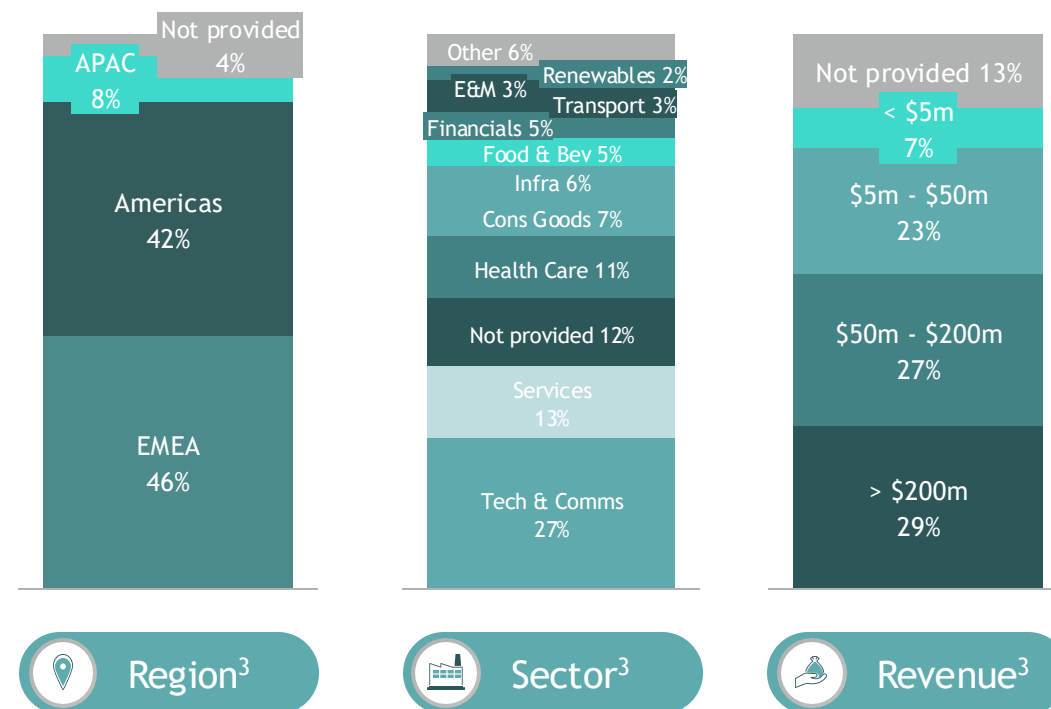 Not provided
4%
APAC
8%
Americas
42%
EMEA
46%
Region³
Other 6%
Renewables 2%
E&M 3%
Transport 3%
Financials 5%
Food & Bev 5%
Infra 6%
Cons Goods 7%
Health Care 11%
Not provided 12%
Services
13%
Tech & Comms
27%
Sector³
Not provided 13%
< $5m
7%
$5m - $50m
23%
$50m - $200m
27%
> $200m
29%
Revenue³